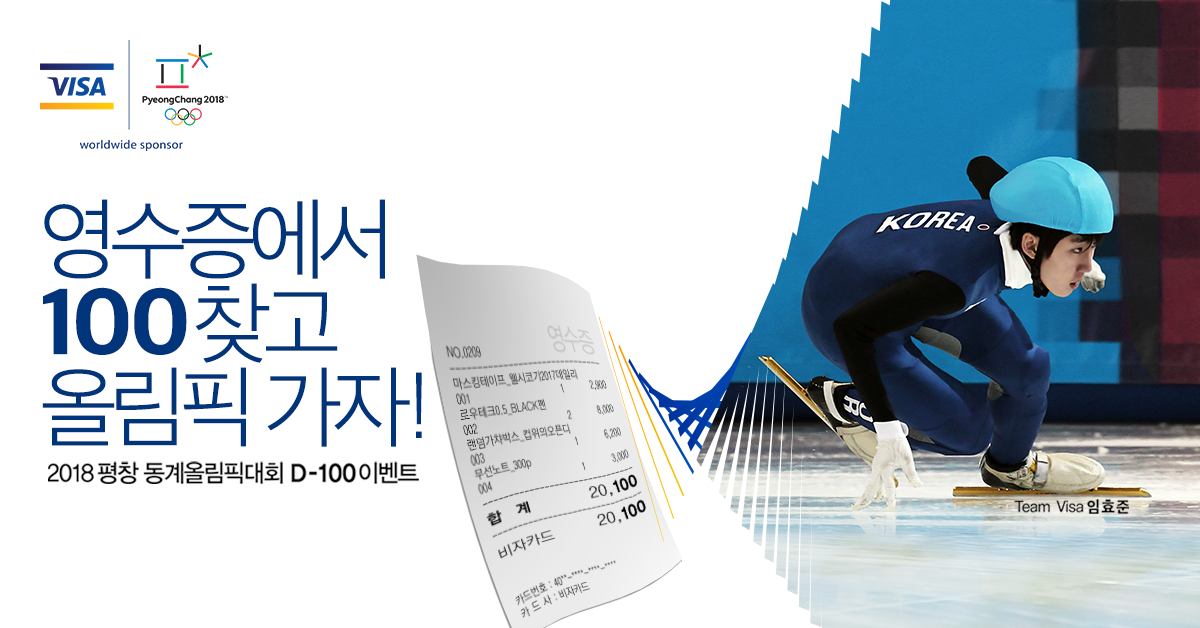 VISA
PyeongChang 2018™
worldwide sponsor
영수증에서
100 찾고
올림픽 가자!
2018 평창 동계올림픽대회 D-100 이벤트
영수증
NO.0209
마스킹테이프_웰시코기2017데일리
001 1 2,900
로우테크0.5_BLACK펜
002 2 8,000
랜덤가챠박스_컵위의오픈디
003 1 6,200
무선노트_300p
004 1 3,000
합 계 20,100
비자카드 20,100
카드번호 : 40**-****-****-****
카 드 사 : 비자카드
KOREA
OR
Team Visa 임효준